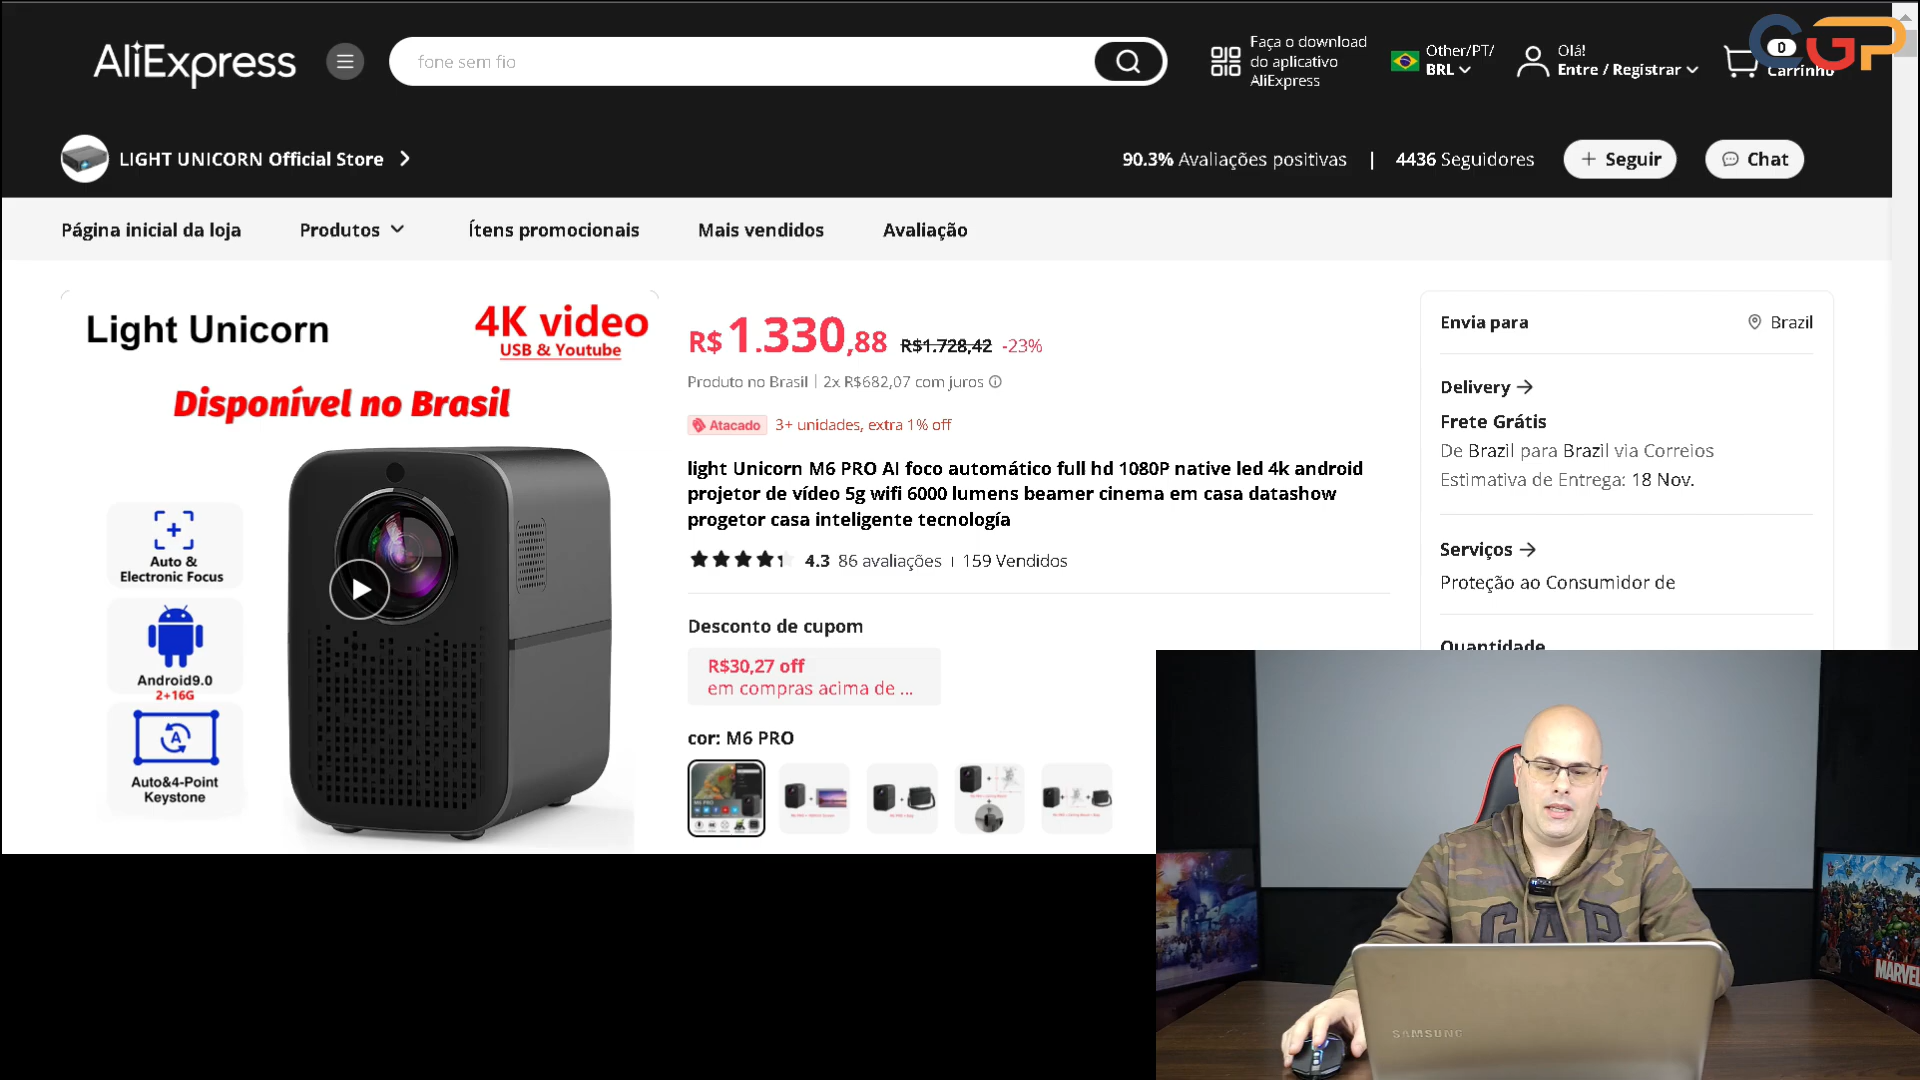 AliExpress
fone sem fio
Faça o download
do aplicativo
AliExpress
Other/PT/
BRL
Olá!
Entre / Registrar
0
Carrinho
CGP
LIGHT UNICORN Official Store
90.3% Avaliações positivas | 4436 Seguidores
+ Seguir
Chat
Página inicial da loja
Produtos
Ítens promocionais
Mais vendidos
Avaliação
Light Unicorn
4K video
USB & Youtube
Disponível no Brasil
Auto &
Electronic Focus
Android9.0
2+16G
A
Auto&4-Point
Keystone
R$ 1.330,88 R$1.728,42 -23%
Produto no Brasil | 2x R$682,07 com juros
Atacado 3+ unidades, extra 1% off
light Unicorn M6 PRO AI foco automático full hd 1080P native led 4k android
projetor de vídeo 5g wifi 6000 lumens beamer cinema em casa datashow
progetor casa inteligente tecnología
4.3 86 avaliações | 159 Vendidos
Desconto de cupom
R$30,27 off
em compras acima de ...
cor: M6 PRO
Envia para
Brazil
Delivery
Frete Grátis
De Brazil para Brazil via Correios
Estimativa de Entrega: 18 Nov.
Serviços
Proteção ao Consumidor de
Quantidade
GAP
SAMSUNG
MARVEL